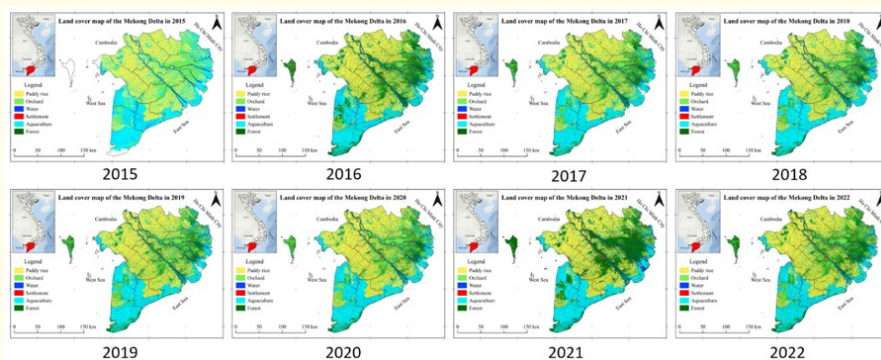 Land cover map of the Mekong Delta in 2015
Cambodia
Ho Chi Minh City
West Sea
East Sea
Legend
Paddy rice
Orchard
Water
Settlement
Aquaculture
Forest
0 50 100 150 km
2015
Land cover map of the Mekong Delta in 2016
Cambodia
Ho Chi Minh City
West Sea
East Sea
Legend
Paddy rice
Orchard
Water
Settlement
Aquaculture
Forest
0 50 100 150 km
2016
Land cover map of the Mekong Delta in 2017
Cambodia
Ho Chi Minh City
West Sea
East Sea
Legend
Paddy rice
Orchard
Water
Settlement
Aquaculture
Forest
0 50 100 150 km
2017
Land cover map of the Mekong Delta in 2018
Cambodia
Ho Chi Minh City
West Sea
East Sea
Legend
Paddy rice
Orchard
Water
Settlement
Aquaculture
Forest
0 50 100 150 km
2018
Land cover map of the Mekong Delta in 2019
Cambodia
Ho Chi Minh City
West Sea
East Sea
Legend
Paddy rice
Orchard
Water
Settlement
Aquaculture
Forest
0 50 100 150 km
2019
Land cover map of the Mekong Delta in 2020
Cambodia
Ho Chi Minh City
West Sea
East Sea
Legend
Paddy rice
Orchard
Water
Settlement
Aquaculture
Forest
0 50 100 150 km
2020
Land cover map of the Mekong Delta in 2021
Cambodia
Ho Chi Minh City
West Sea
East Sea
Legend
Paddy rice
Orchard
Water
Settlement
Aquaculture
Forest
0 50 100 150 km
2021
Land cover map of the Mekong Delta in 2022
Cambodia
Ho Chi Minh City
West Sea
East Sea
Legend
Paddy rice
Orchard
Water
Settlement
Aquaculture
Forest
0 50 100 150 km
2022